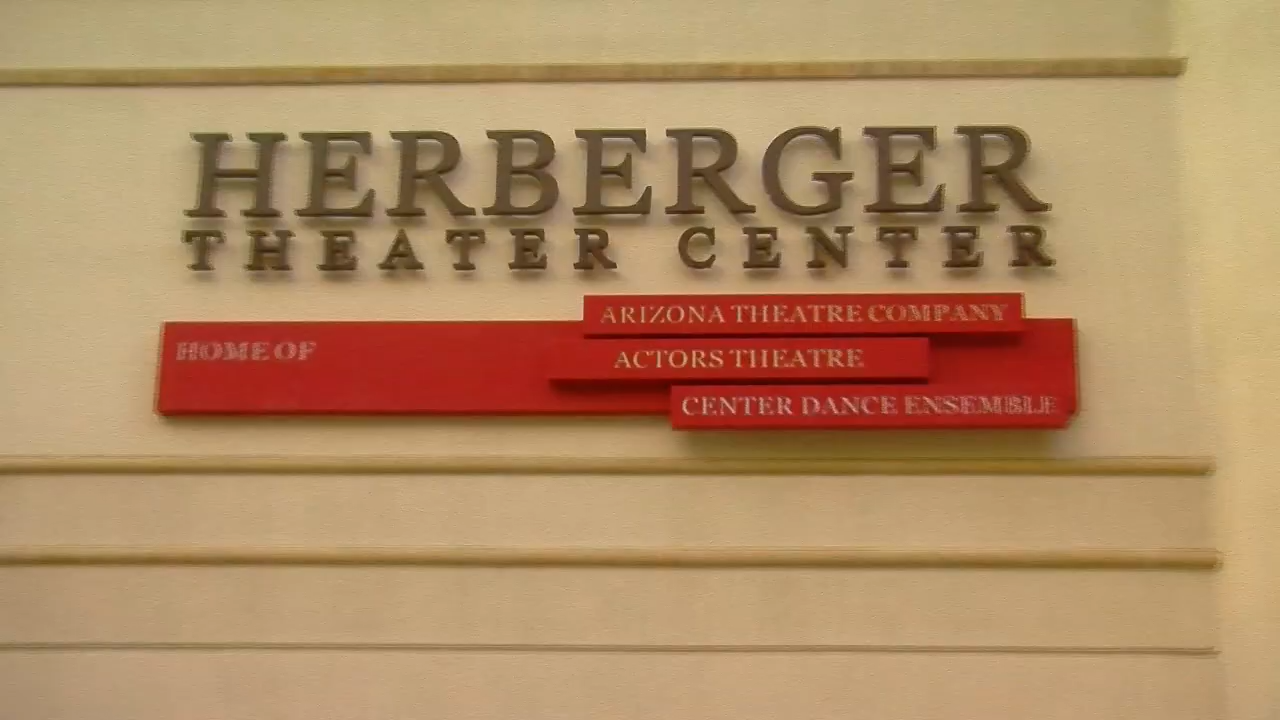 HERBERGER
THEATER CENTER
HOME OF
ARIZONA THEATRE COMPANY
ACTORS THEATRE
CENTER DANCE ENSEMBLE